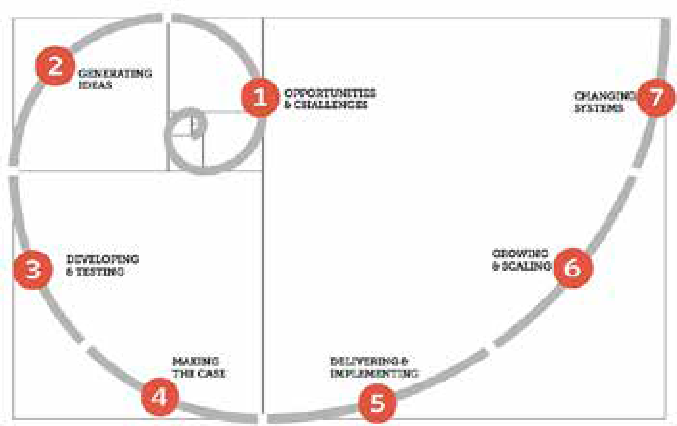 1
OPPORTUNITIES
& CHALLENGES
2
GENERATING
IDEAS
3
DEVELOPING
& TESTING
4
MAKING
THE CASE
5
DELIVERING &
IMPLEMENTING
6
GROWING
& SCALING
7
CHANGING
SYSTEMS